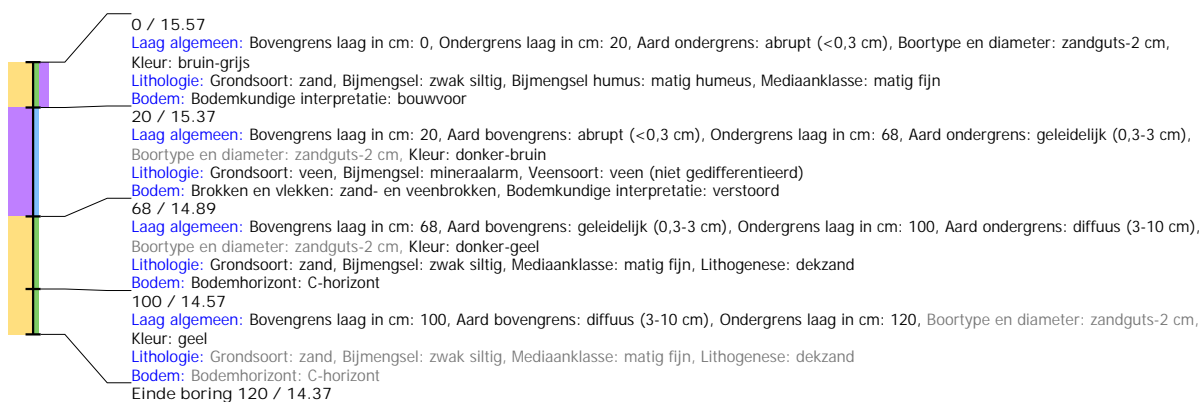 0 / 15.57
Laag algemeen: Bovengrens laag in cm: 0, Ondergrens laag in cm: 20, Aard ondergrens: abrupt (<0,3 cm), Boortype en diameter: zandguts-2 cm,
Kleur: bruin-grijs
Lithologie: Grondsoort: zand, Bijmengsel: zwak siltig, Bijmengsel humus: matig humeus, Mediaanklasse: matig fijn
Bodem: Bodemkundige interpretatie: bouwvoor
20 / 15.37
Laag algemeen: Bovengrens laag in cm: 20, Aard bovengrens: abrupt (<0,3 cm), Ondergrens laag in cm: 68, Aard ondergrens: geleidelijk (0,3-3 cm),
Boortype en diameter: zandguts-2 cm, Kleur: donker-bruin
Lithologie: Grondsoort: veen, Bijmengsel: mineraalarm, Veensoort: veen (niet gedifferentieerd)
Bodem: Brokken en vlekken: zand- en veenbrokken, Bodemkundige interpretatie: verstoord
68 / 14.89
Laag algemeen: Bovengrens laag in cm: 68, Aard bovengrens: geleidelijk (0,3-3 cm), Ondergrens laag in cm: 100, Aard ondergrens: diffuus (3-10 cm),
Boortype en diameter: zandguts-2 cm, Kleur: donker-geel
Lithologie: Grondsoort: zand, Bijmengsel: zwak siltig, Mediaanklasse: matig fijn, Lithogenese: dekzand
Bodem: Bodemhorizont: C-horizont
100 / 14.57
Laag algemeen: Bovengrens laag in cm: 100, Aard bovengrens: diffuus (3-10 cm), Ondergrens laag in cm: 120, Boortype en diameter: zandguts-2 cm,
Kleur: geel
Lithologie: Grondsoort: zand, Bijmengsel: zwak siltig, Mediaanklasse: matig fijn, Lithogenese: dekzand
Bodem: Bodemhorizont: C-horizont
Einde boring 120 / 14.37